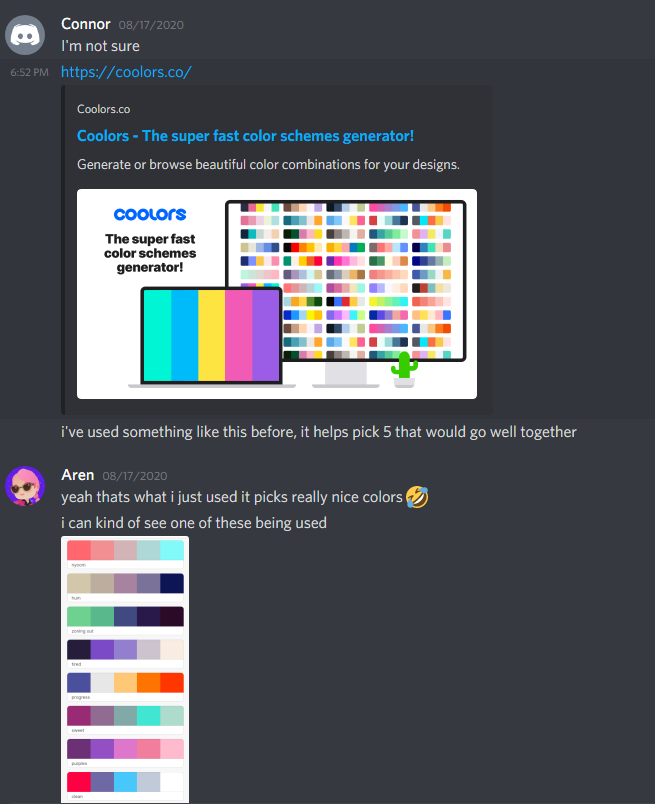 Connor 08/17/2020
I'm not sure
6:52 PM https://coolors.co/
Coolors.co
Coolors - The super fast color schemes generator!
Generate or browse beautiful color combinations for your designs.
coolors
The super fast
color schemes
generator!
i've used something like this before, it helps pick 5 that would go well together
Aren 08/17/2020
yeah thats what i just used it picks really nice colors 🤣
i can kind of see one of these being used
hum
zoning out
tired
progress
sweet
purples
clean